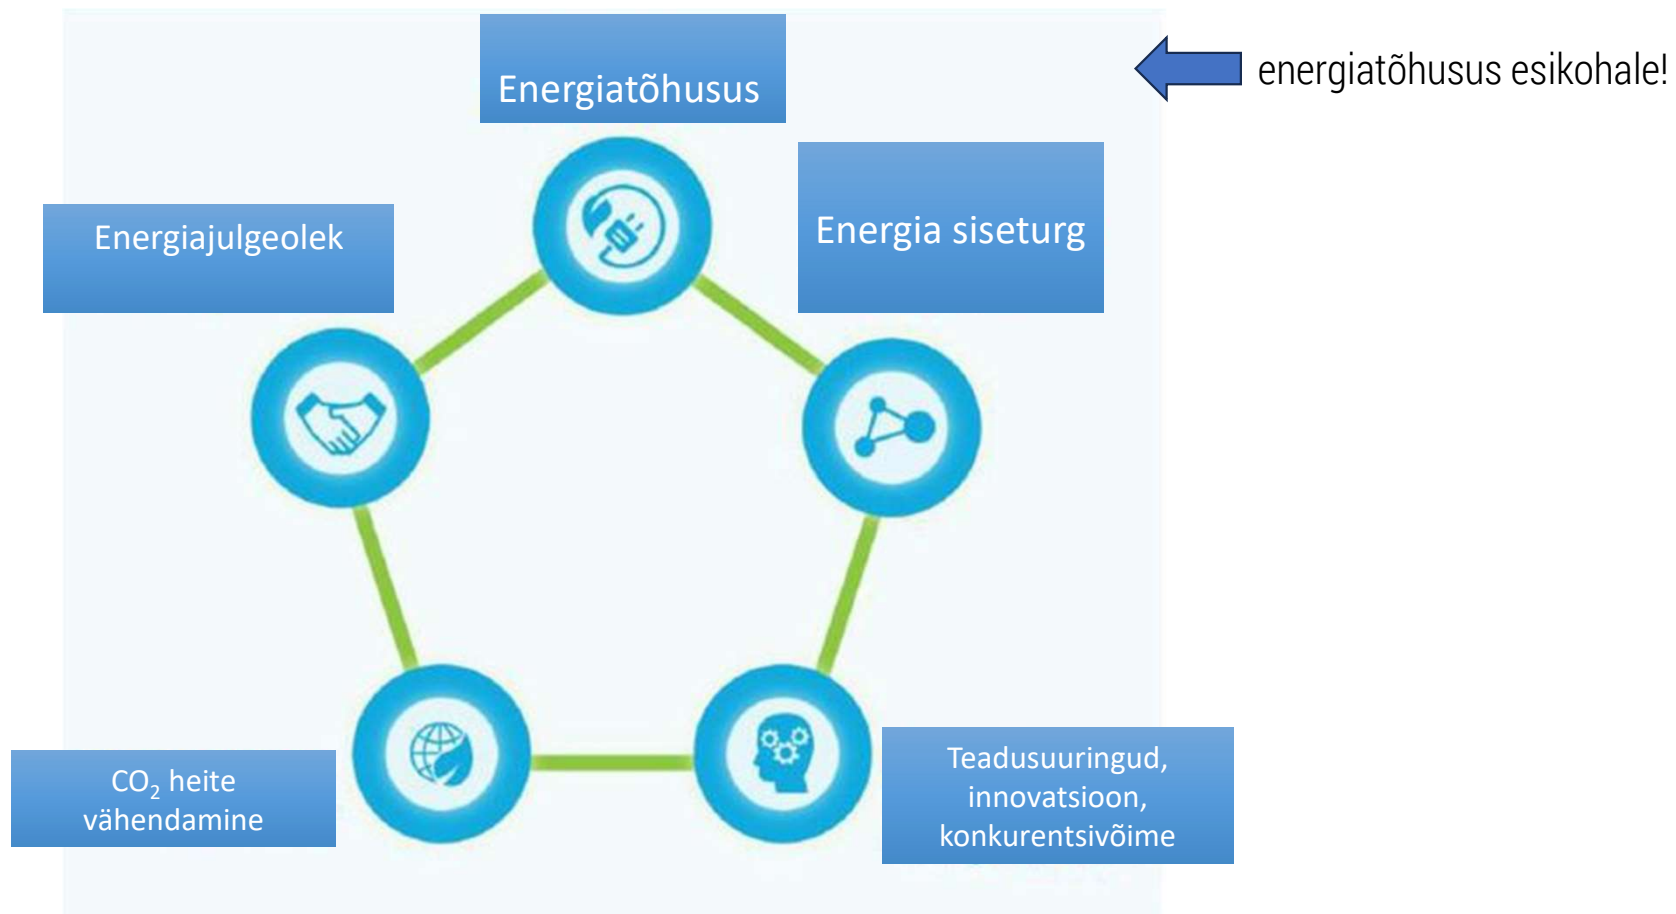 Energiatõhusus
energiatõhusus esikohale!
Energiajulgeolek
Energia siseturg
CO₂ heite
vähendamine
Teadusuuringud,
innovatsioon,
konkurentsivõime